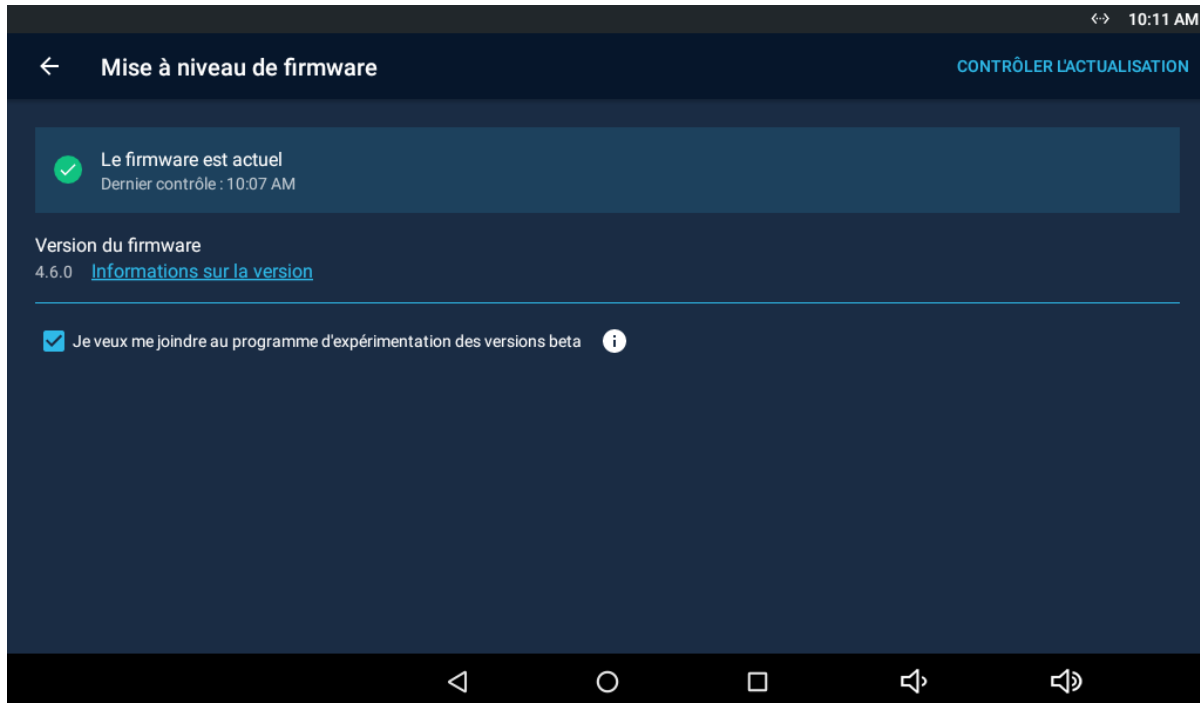 10:11 AM
Mise à niveau de firmware
CONTRÔLER L'ACTUALISATION
Le firmware est actuel
Dernier contrôle : 10:07 AM
Version du firmware
4.6.0 Informations sur la version
Je veux me joindre au programme d'expérimentation des versions beta